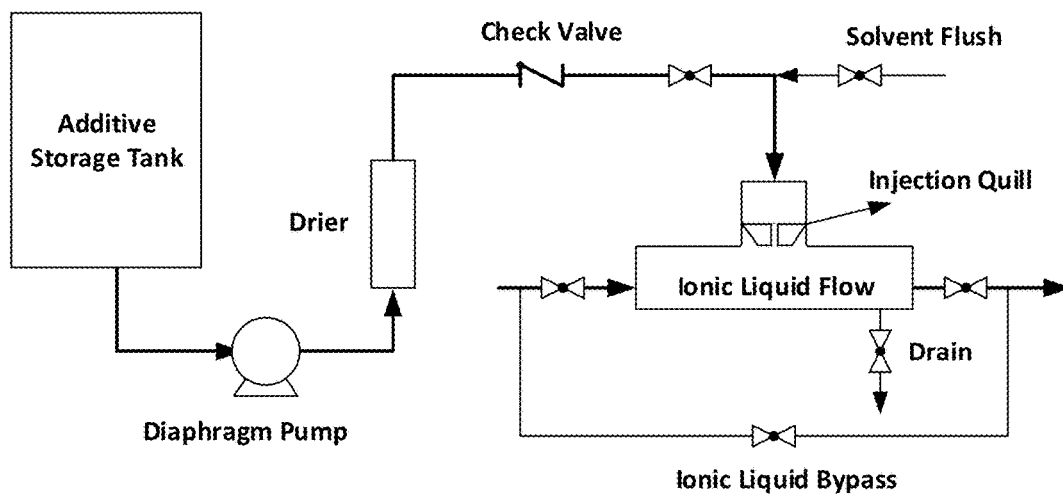 Check Valve
Solvent Flush
Additive
Storage Tank
Injection Quill
Drier
Ionic Liquid Flow
Drain
Diaphragm Pump
Ionic Liquid Bypass